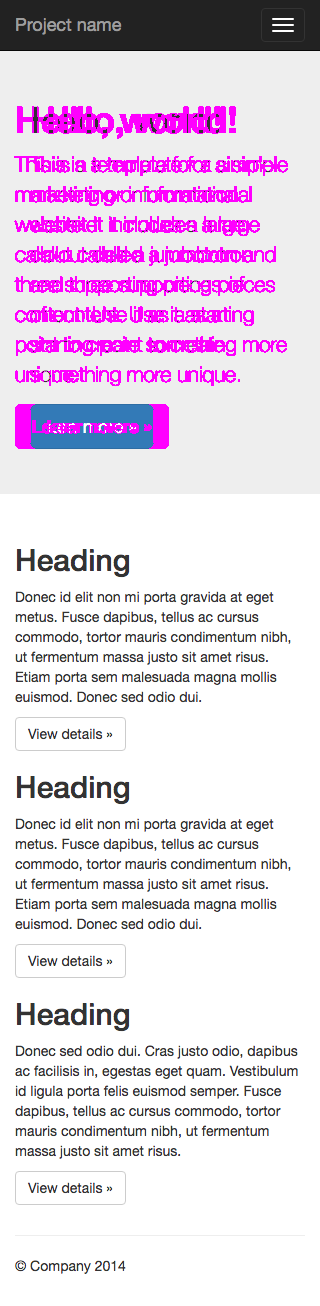 Project name
Hello, world!
This is a template for a simple
marketing or informational
website. It includes a large
callout called a jumbotron and
three supporting pieces of
content. Use it as a starting
point to create something more
unique.
Learn more »
Heading
Donec id elit non mi porta gravida at eget
metus. Fusce dapibus, tellus ac cursus
commodo, tortor mauris condimentum nibh,
ut fermentum massa justo sit amet risus.
Etiam porta sem malesuada magna mollis
euismod. Donec sed odio dui.
View details »
Heading
Donec id elit non mi porta gravida at eget
metus. Fusce dapibus, tellus ac cursus
commodo, tortor mauris condimentum nibh,
ut fermentum massa justo sit amet risus.
Etiam porta sem malesuada magna mollis
euismod. Donec sed odio dui.
View details »
Heading
Donec sed odio dui. Cras justo odio, dapibus
ac facilisis in, egestas eget quam. Vestibulum
id ligula porta felis euismod semper. Fusce
dapibus, tellus ac cursus commodo, tortor
mauris condimentum nibh, ut fermentum
massa justo sit amet risus.
View details »
© Company 2014